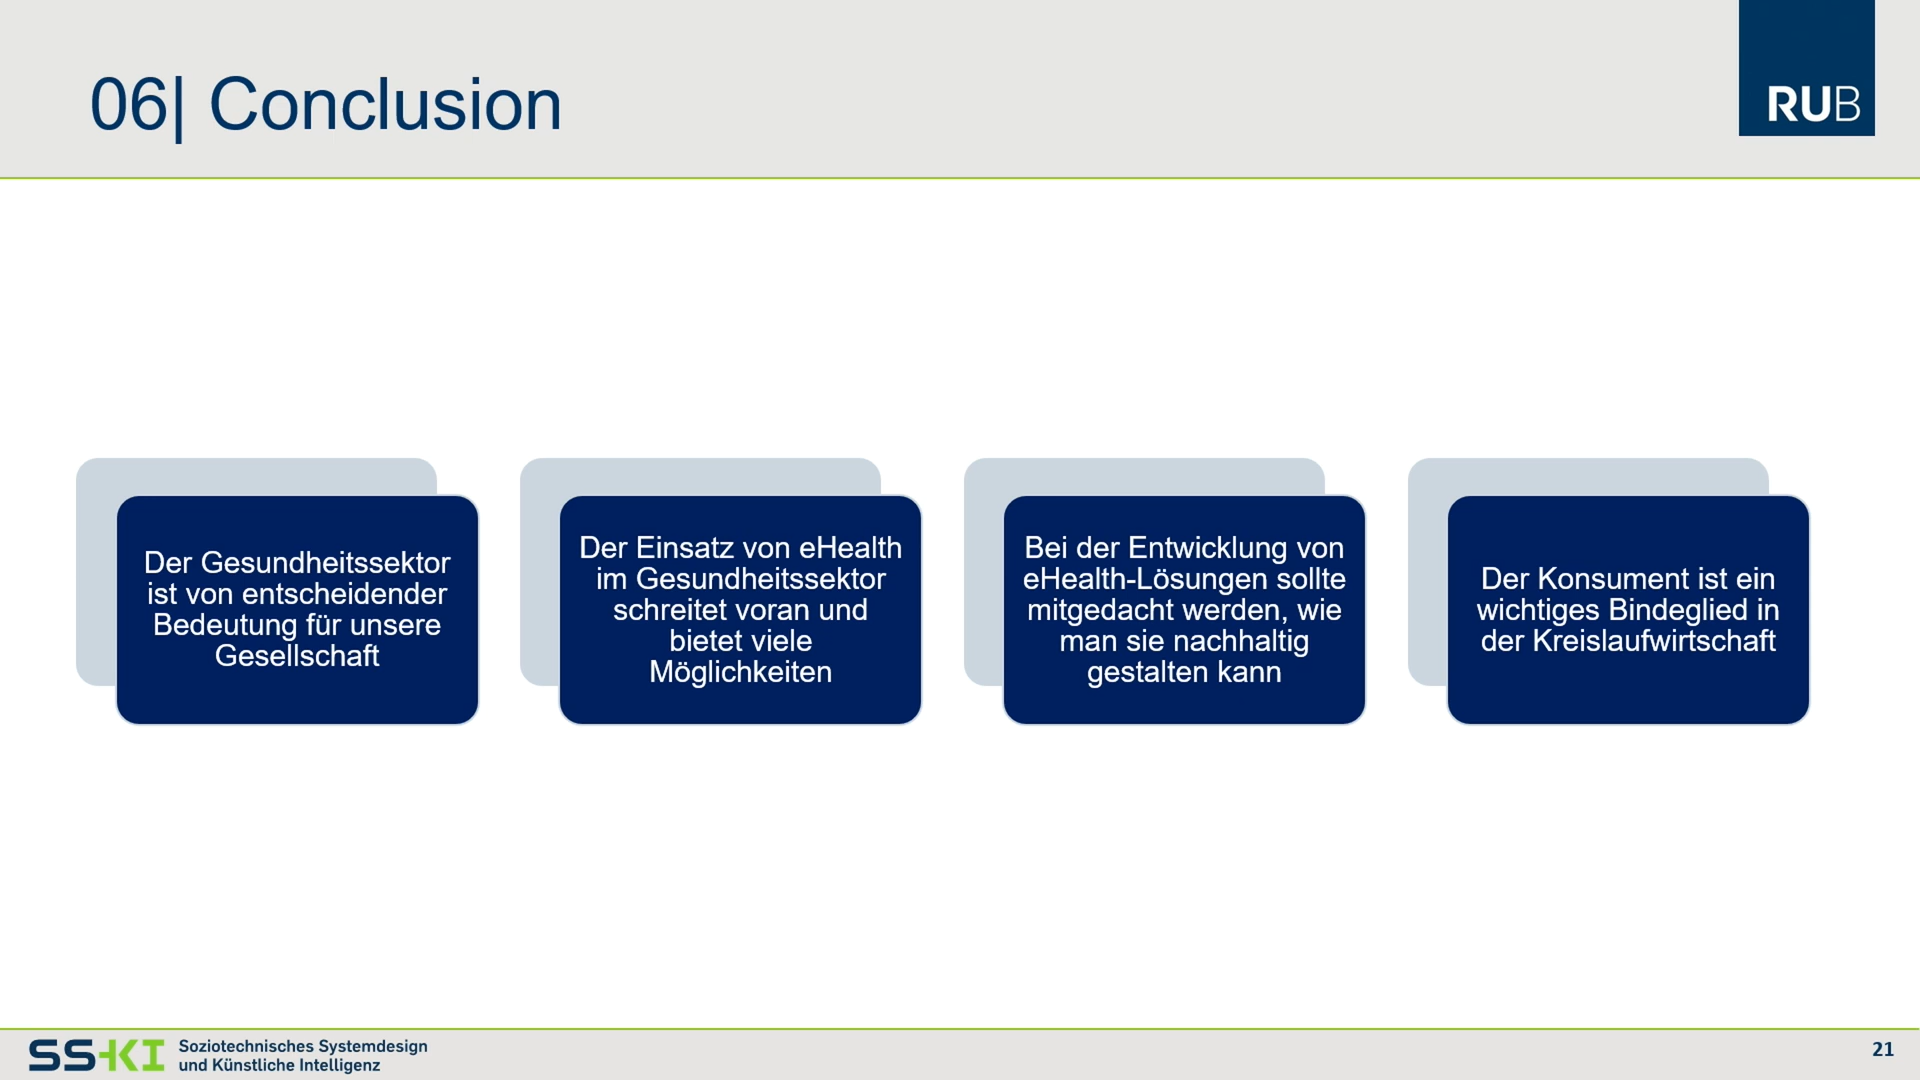 06| Conclusion
RUB
Der Gesundheitssektor
ist von entscheidender
Bedeutung für unsere
Gesellschaft
Der Einsatz von eHealth
im Gesundheitssektor
schreitet voran und
bietet viele
Möglichkeiten
Bei der Entwicklung von
eHealth-Lösungen sollte
mitgedacht werden, wie
man sie nachhaltig
gestalten kann
Der Konsument ist ein
wichtiges Bindeglied in
der Kreislaufwirtschaft
SS-KI
Soziotechnisches Systemdesign
und Künstliche Intelligenz
21